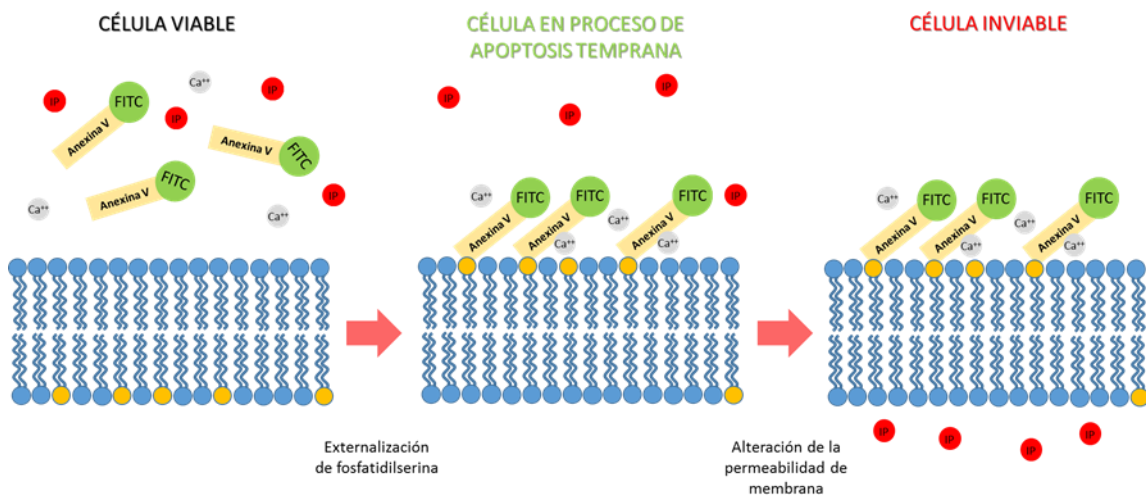 CÉLULA VIABLE
CÉLULA EN PROCESO DE
APOPTOSIS TEMPRANA
CÉLULA INVIABLE
IP
FITC
Anexina V
Ca++
IP
IP
Anexina V
FITC
Anexina V
FITC
Ca++
Ca++
IP
IP
IP
IP
Ca++
FITC
Anexina V
FITC
Anexina V
Ca++
Ca++
FITC
Anexina V
Ca++
IP
Ca++
FITC
Anexina V
FITC
Anexina V
Ca++
Ca++
FITC
Anexina V
Ca++
IP
IP
IP
IP
Externalización
de fosfatidilserina
Alteración de la
permeabilidad de
membrana